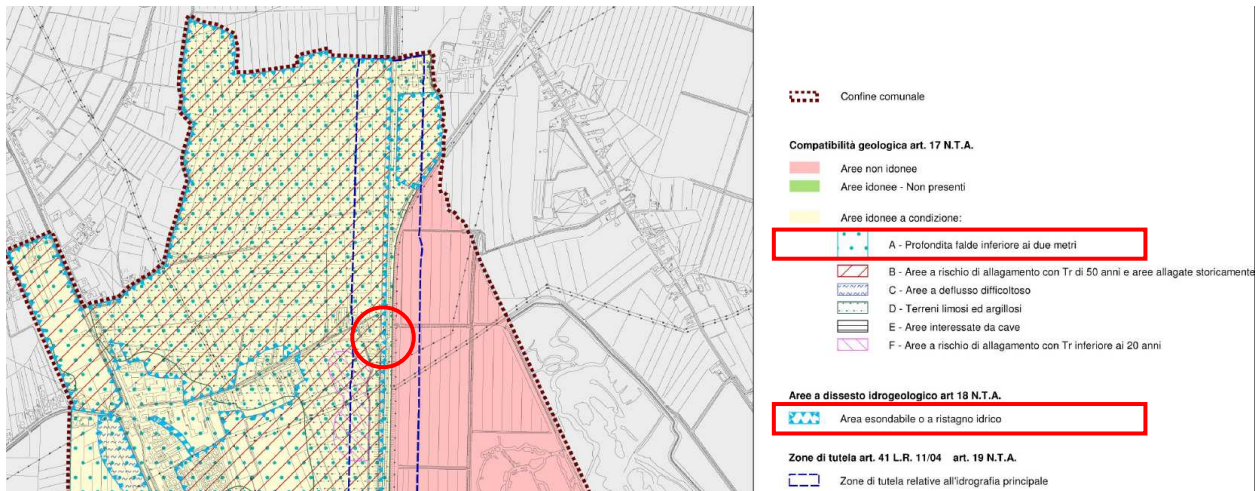 Confine comunale
Compatibilità geologica art. 17 N.T.A.
Aree non idonee
Aree idonee - Non presenti
Aree idonee a condizione:
A - Profondita falde inferiore ai due metri
B - Aree a rischio di allagamento con Tr di 50 anni e aree allagate storicamente
C - Aree a deflusso difficoltoso
D - Terreni limosi ed argillosi
E - Aree interessate da cave
F - Aree a rischio di allagamento con Tr inferiore ai 20 anni
Aree a dissesto idrogeologico art 18 N.T.A.
Area esondabile o a ristagno idrico
Zone di tutela art. 41 L.R. 11/04 art. 19 N.T.A.
Zone di tutela relative all'idrografia principale